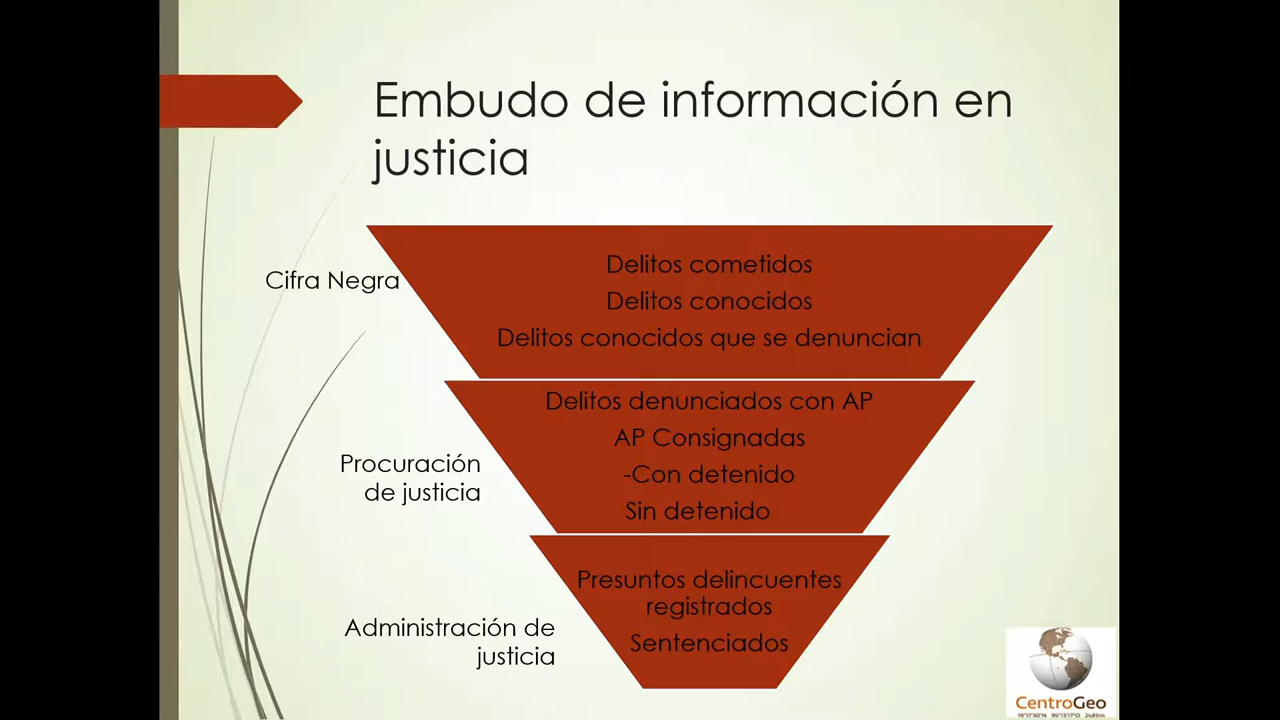 Embudo de información en
justicia
Cifra Negra
Delitos cometidos
Delitos conocidos
Delitos conocidos que se denuncian
Procuración
de justicia
Delitos denunciados con AP
AP Consignadas
-Con detenido
Sin detenido
Administración de
justicia
Presuntos delincuentes
registrados
Sentenciados
CentroGeo